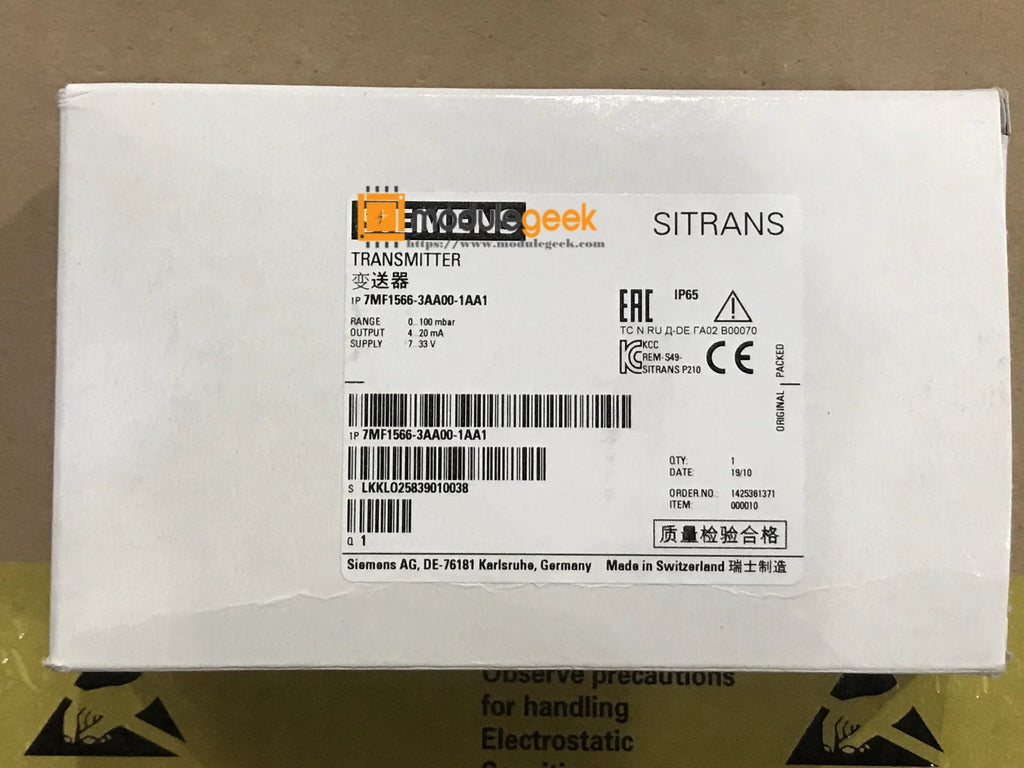 SIEMENS
modulegeek
https://www.modulegeek.com
SITRANS
TRANSMITTER
变送器
1P 7MF1566-3AA00-1AA1
RANGE 0...100 mbar
OUTPUT 4...20 mA
SUPPLY 7...33 V
EAC IP65
TC N RU Д-DE ГА02 B00070
KCC
REM-S49-
SITRANS P210
CE
ORIGINAL PACKED
1P 7MF1566-3AA00-1AA1
S LKKLO25839010038
Q 1
QTY: 1
DATE: 19/10
ORDER.NO.: 1425361371
ITEM: 000010
质量检验合格
Siemens AG, DE-76181 Karlsruhe, Germany Made in Switzerland 瑞士制造
Observe precautions
for handling
Electrostatic